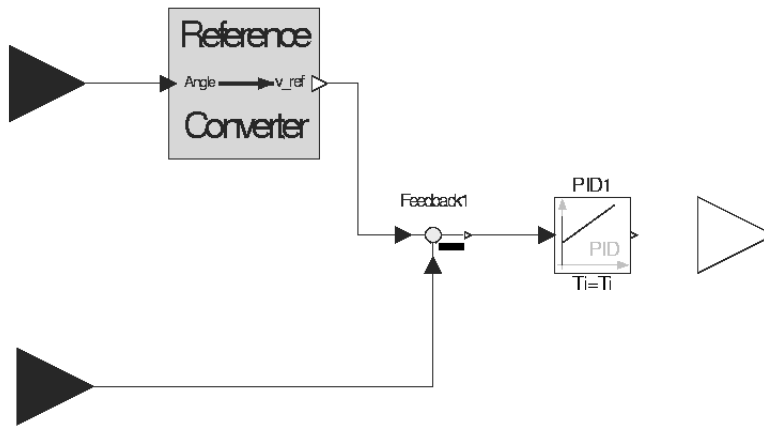 Reference
Angle v_ref
Converter
Feedback1
PID1
PID
Ti=Ti